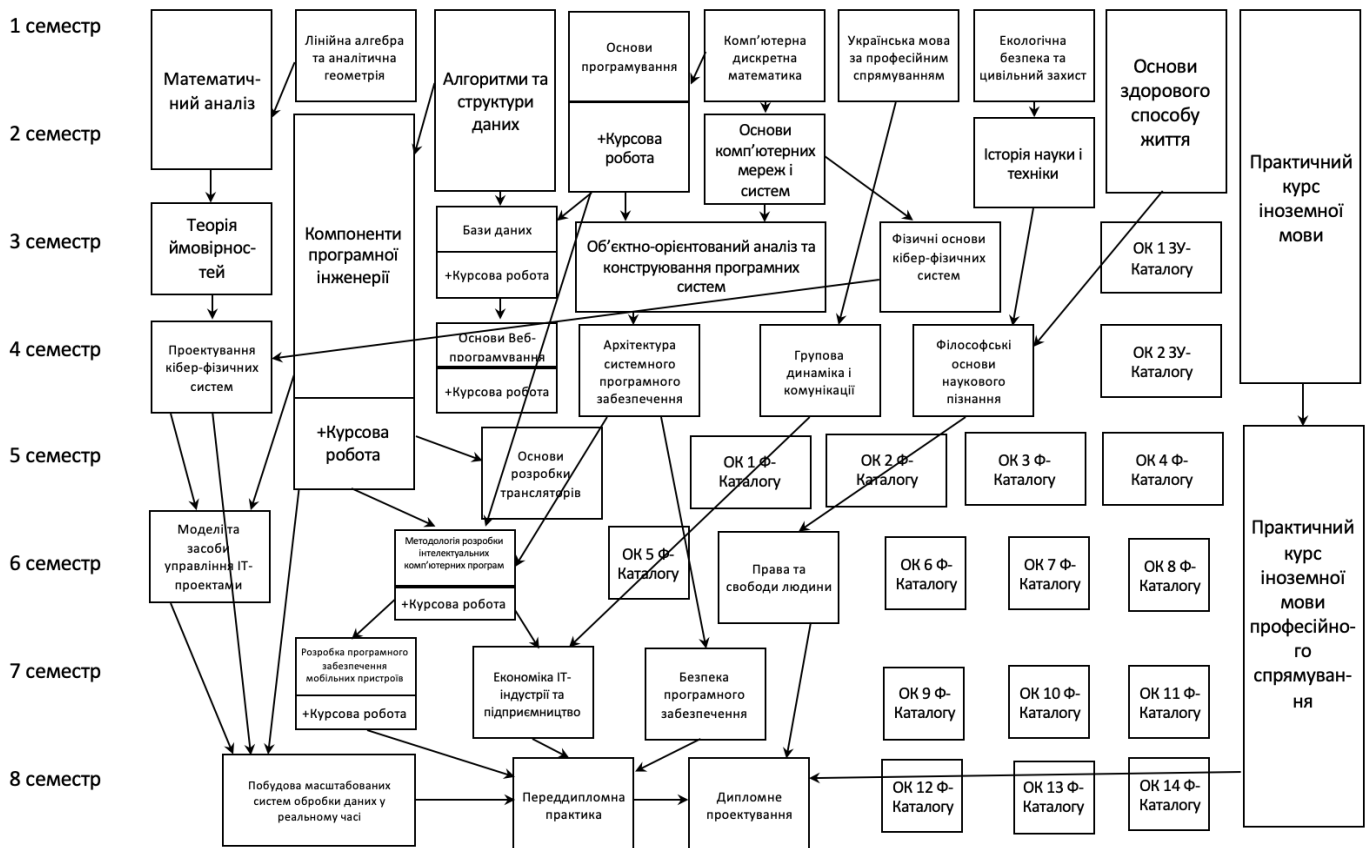 1 семестр
Математич-
ний аналіз
Лінійна алгебра
та аналітична
геометрія
Алгоритми та
структури
даних
Основи
програмування
Комп’ютерна
дискретна
математика
Українська мова
за професійним
спрямуванням
Екологічна
безпека та
цивільний захист
Основи
здорового
способу
життя
Практичний
курс
іноземної
мови
2 семестр
Компоненти
програмної
інженерії
+Курсова
робота
Основи
комп’ютерних
мереж і
систем
Історія науки і
техніки
3 семестр
Теорія
ймовірнос-
тей
Бази даних
+Курсова робота
Об’єктно-орієнтований аналіз та
конструювання програмних
систем
Фізичні основи
кібер-фізичних
систем
ОК 1 ЗУ-
Каталогу
4 семестр
Проектування
кібер-фізичних
систем
Основи Веб-
програмування
+Курсова робота
Архітектура
системного
програмного
забезпечення
Групова
динаміка і
комунікації
Філософські
основи
наукового
пізнання
ОК 2 ЗУ-
Каталогу
5 семестр
+Курсова
робота
Основи
розробки
трансляторів
ОК 1 Ф-
Каталогу
ОК 2 Ф-
Каталогу
ОК 3 Ф-
Каталогу
ОК 4 Ф-
Каталогу
Практичний
курс
іноземної
мови
професійно-
го
спрямуван-
ня
6 семестр
Моделі та
засоби
управління ІТ-
проектами
Методологія розробки
інтелектуальних
комп’ютерних програм
+Курсова робота
ОК 5 Ф-
Каталогу
Права та
свободи людини
ОК 6 Ф-
Каталогу
ОК 7 Ф-
Каталогу
ОК 8 Ф-
Каталогу
7 семестр
Розробка програмного
забезпечення
мобільних пристроїв
+Курсова робота
Економіка ІТ-
індустрії та
підприємництво
Безпека
програмного
забезпечення
ОК 9 Ф-
Каталогу
ОК 10 Ф-
Каталогу
ОК 11 Ф-
Каталогу
8 семестр
Побудова масштабованих
систем обробки даних у
реальному часі
Переддипломна
практика
Дипломне
проектування
ОК 12 Ф-
Каталогу
ОК 13 Ф-
Каталогу
ОК 14 Ф-
Каталогу